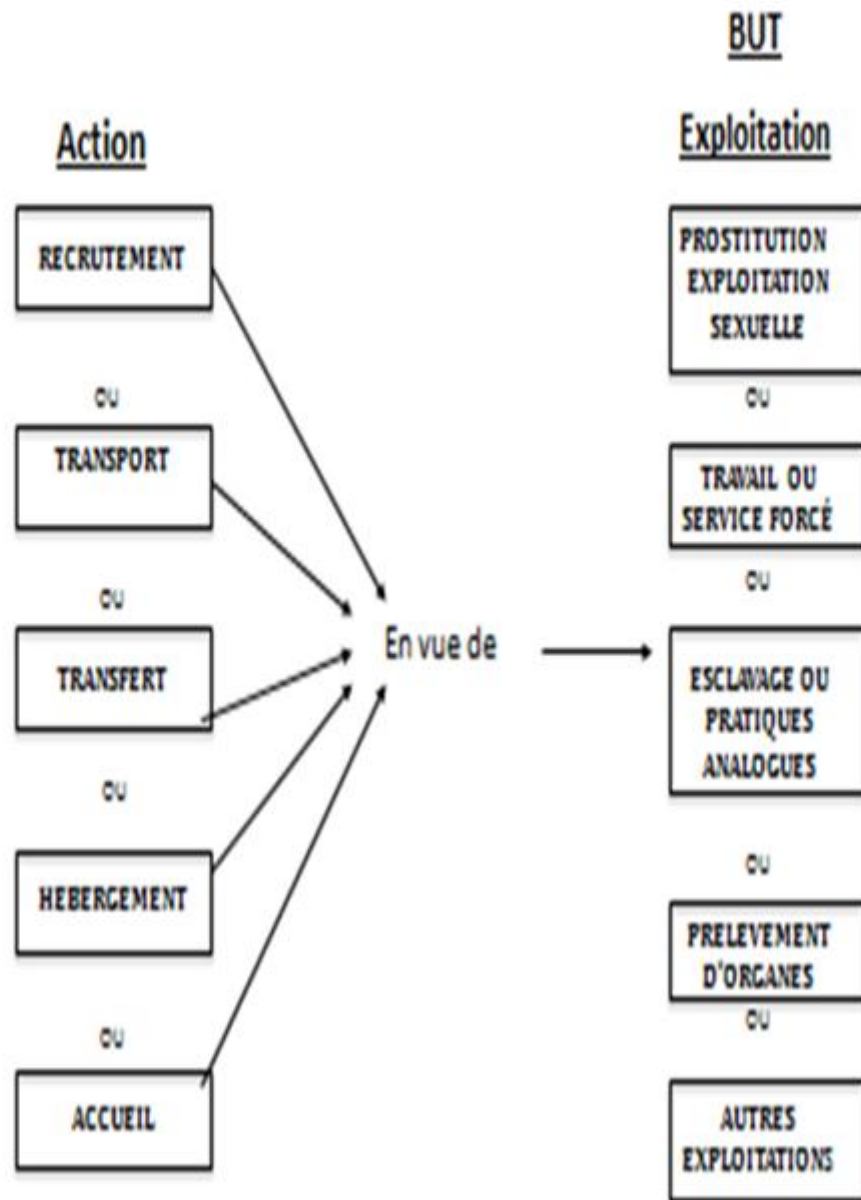 Action
RECRUTEMENT
ou
TRANSPORT
ou
TRANSFERT
ou
HEBERGEMENT
ou
ACCUEIL
En vue de
BUT
Exploitation
PROSTITUTION
EXPLOITATION
SEXUELLE
ou
TRAVAIL OU
SERVICE FORCÉ
ou
ESCLAVAGE OU
PRATIQUES
ANALOGUES
ou
PRELEVEMENT
D'ORGANES
ou
AUTRES
EXPLOITATIONS